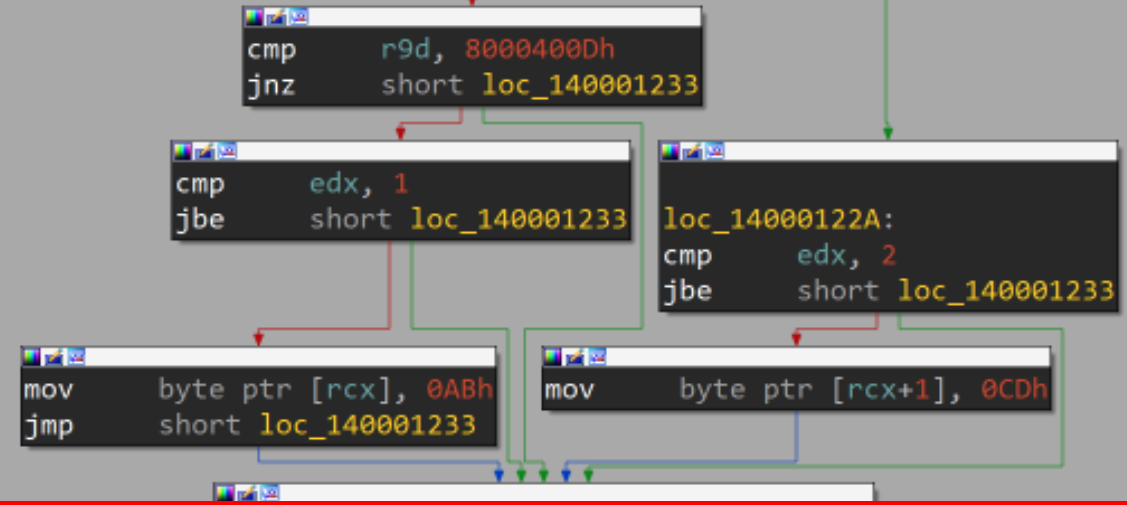 cmp r9d, 8000400Dh
jnz short loc_140001233
cmp edx, 1
jbe short loc_140001233
loc_14000122A:
cmp edx, 2
jbe short loc_140001233
mov byte ptr [rcx], 0ABh
jmp short loc_140001233
mov byte ptr [rcx+1], 0CDh